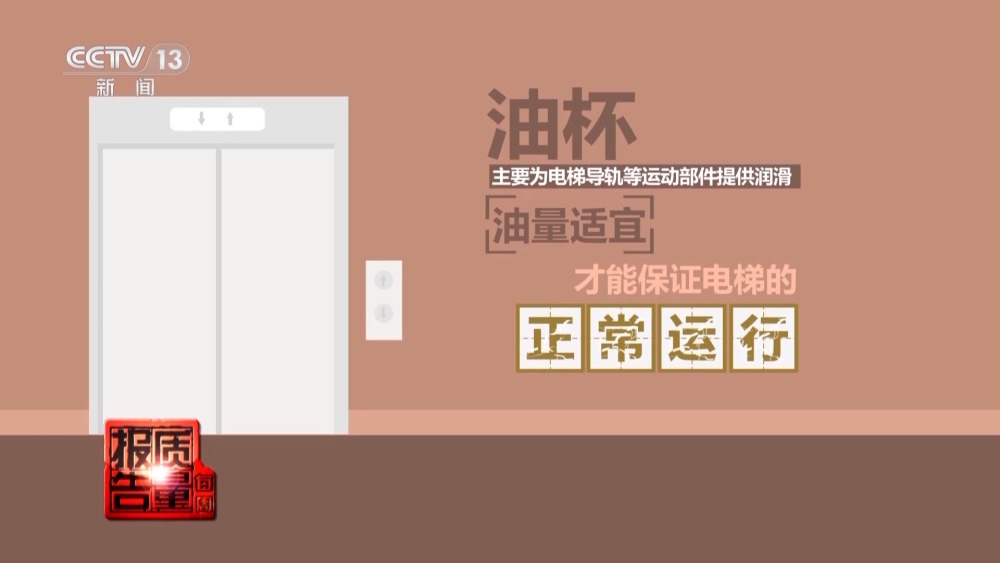 CCTV 13
新闻
油杯
主要为电梯导轨等运动部件提供润滑
油量适宜
才能保证电梯的
正常运行
每周
质量
报告